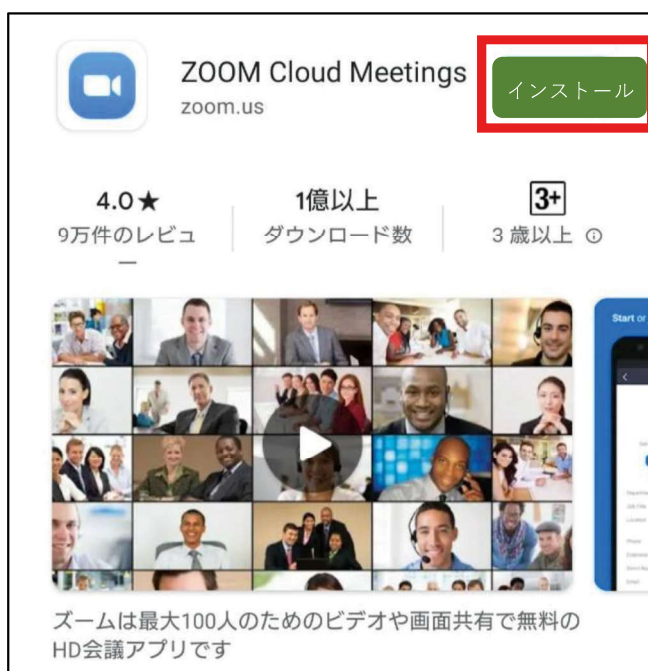 ZOOM Cloud Meetings
zoom.us
インストール
4.0★
9万件のレビュー
1億以上
ダウンロード数
3+
3 歳以上
Start or
ズームは最大100人のためのビデオや画面共有で無料の
HD会議アプリです